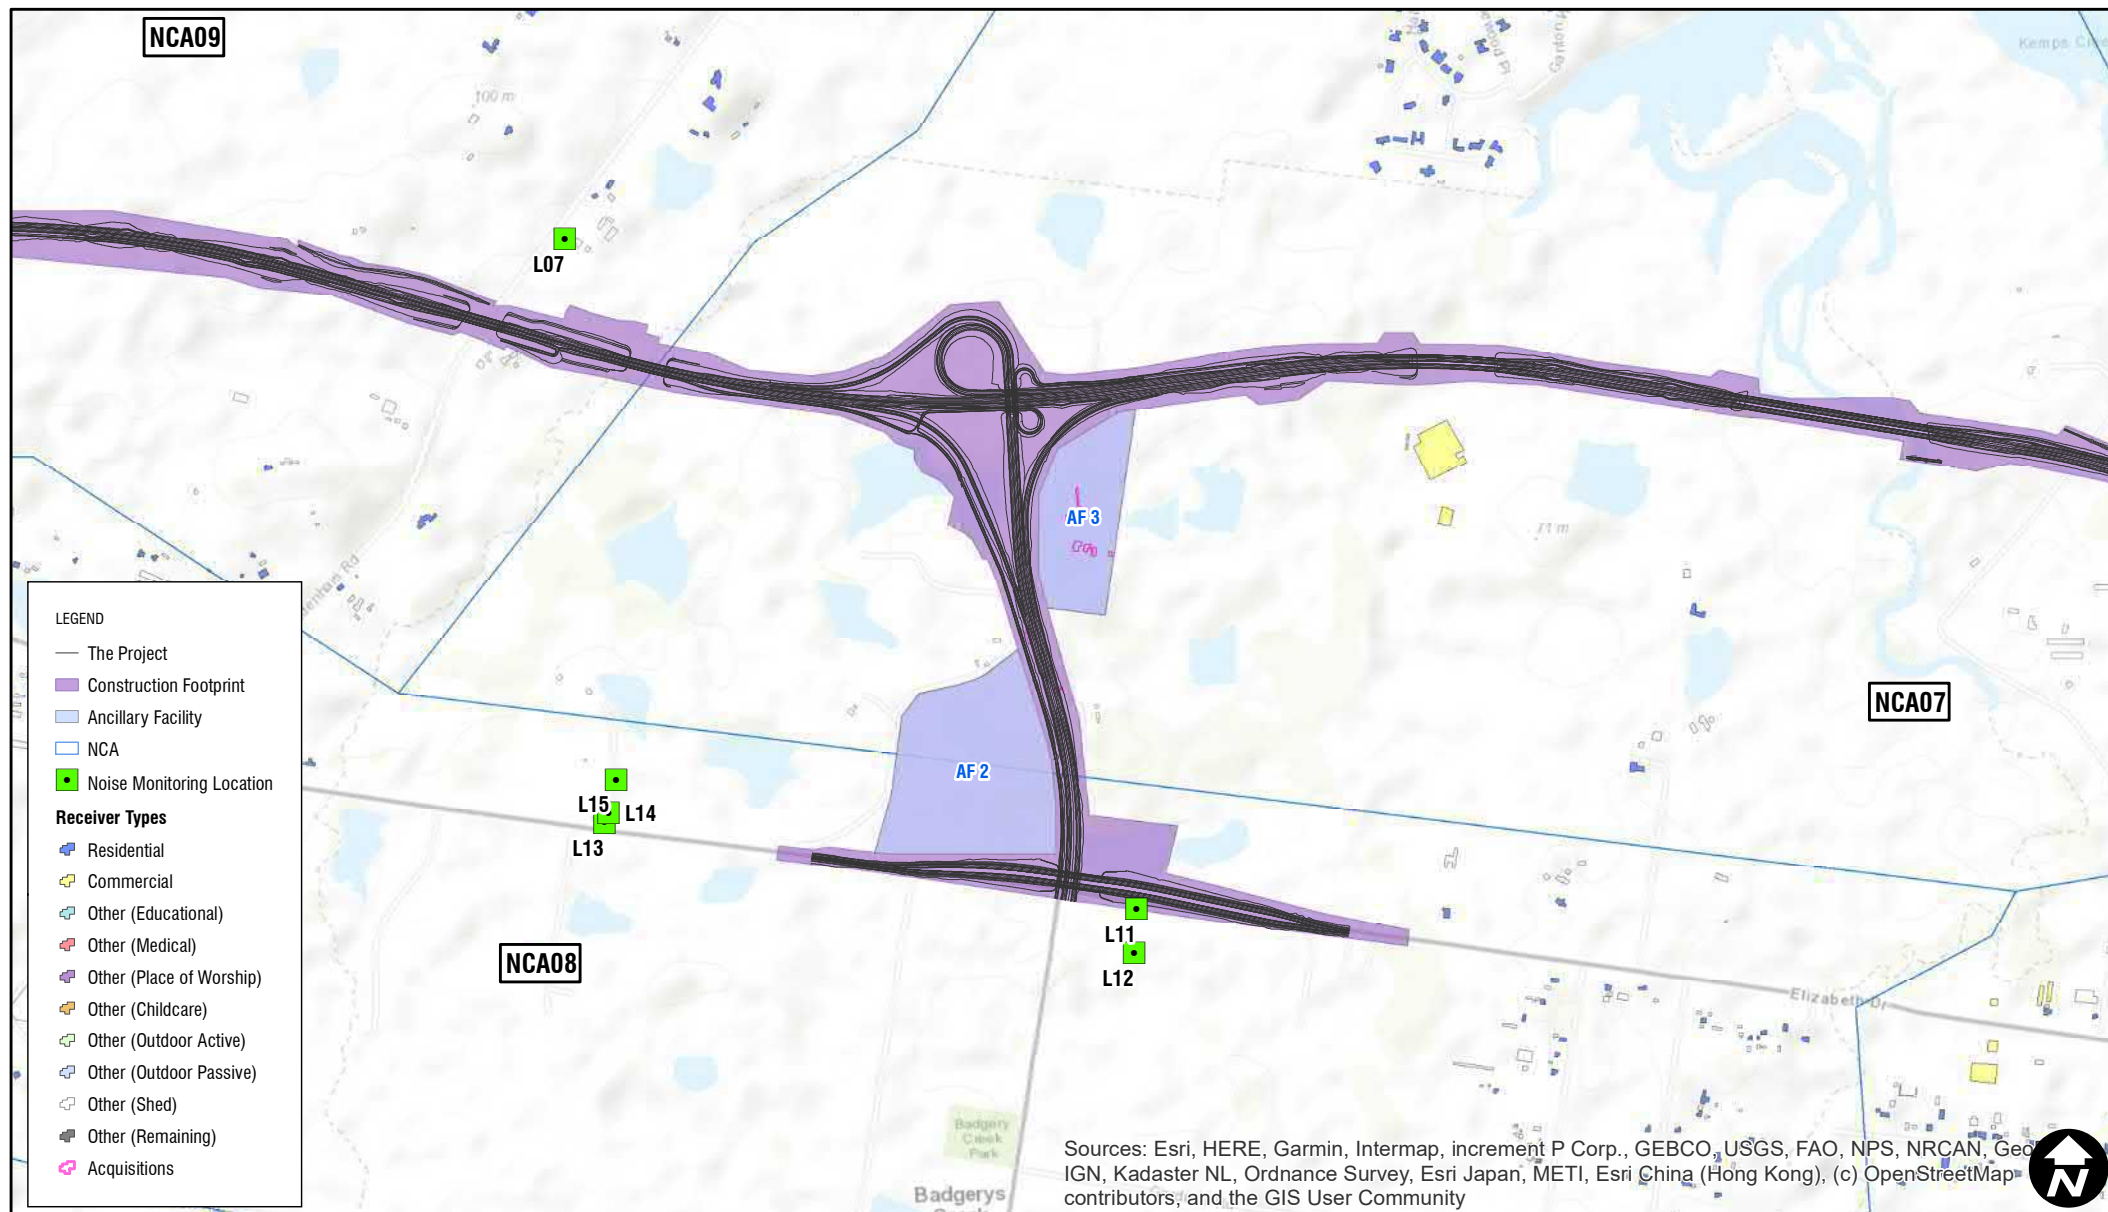 NCA09
Kemps
100 m
L07
AF 3
71 m
NCA07
AF 2
L15
L14
L13
L11
L12
NCA08
Elizabeth Dr
Badgery
Creek
Park
Badgerys
LEGEND
The Project
Construction Footprint
Ancillary Facility
NCA
Noise Monitoring Location
Receiver Types
Residential
Commercial
Other (Educational)
Other (Medical)
Other (Place of Worship)
Other (Childcare)
Other (Outdoor Active)
Other (Outdoor Passive)
Other (Shed)
Other (Remaining)
Acquisitions
Sources: Esri, HERE, Garmin, Intermap, increment P Corp., GEBCO, USGS, FAO, NPS, NRCAN, Geo
IGN, Kadaster NL, Ordnance Survey, Esri Japan, METI, Esri China (Hong Kong), (c) OpenStreetMap
contributors, and the GIS User Community
N